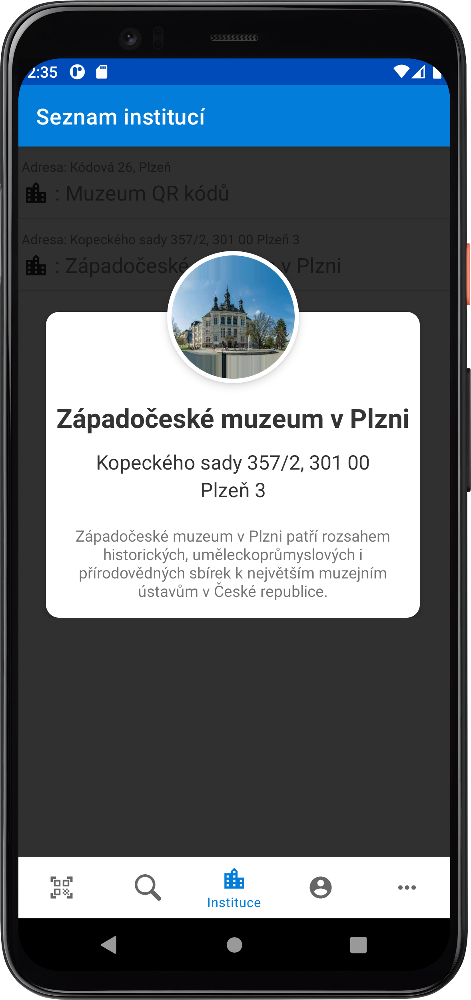 2:35
Seznam institucí
Adresa: Kódová 26, Plzeň
: Muzeum QR kódů
Adresa: Kopeckého sady 357/2, 301 00 Plzeň 3
: Západočeské v Plzni
Západočeské muzeum v Plzni
Kopeckého sady 357/2, 301 00
Plzeň 3
Západočeské muzeum v Plzni patří rozsahem
historických, uměleckoprůmyslových i
přírodovědných sbírek k největším muzejním
ústavům v České republice.
Instituce